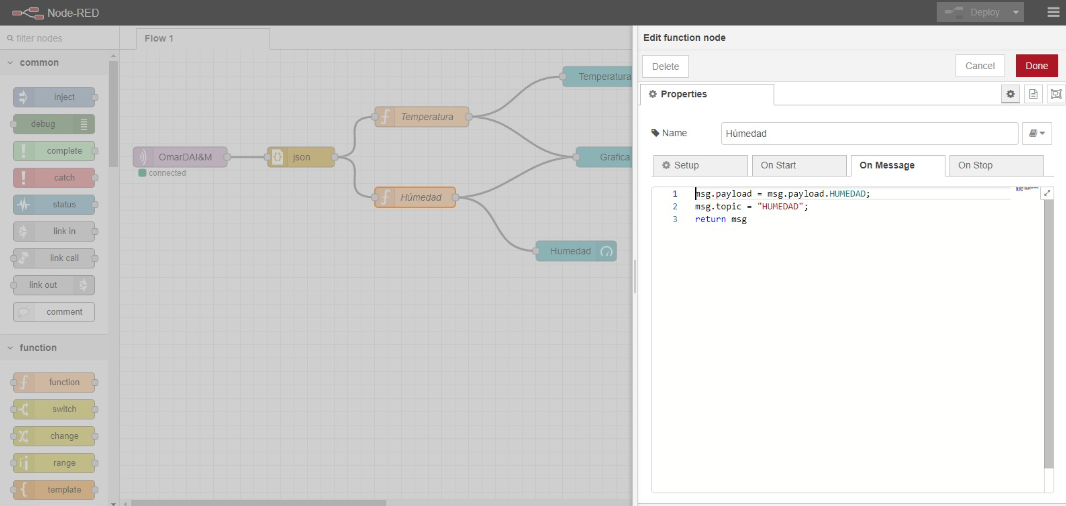 Node-RED
Deploy
filter nodes
common
inject
debug
complete
catch
status
link in
link call
link out
comment
function
function
switch
change
range
template
Flow 1
OmarDAI&M
connected
json
Temperatura
Húmedad
Temperatura
Grafica
Humedad
Edit function node
Delete
Cancel
Done
Properties
Name
Húmedad
Setup
On Start
On Message
On Stop
1 msg.payload = msg.payload.HUMEDAD;
2 msg.topic = "HUMEDAD";
3 return msg